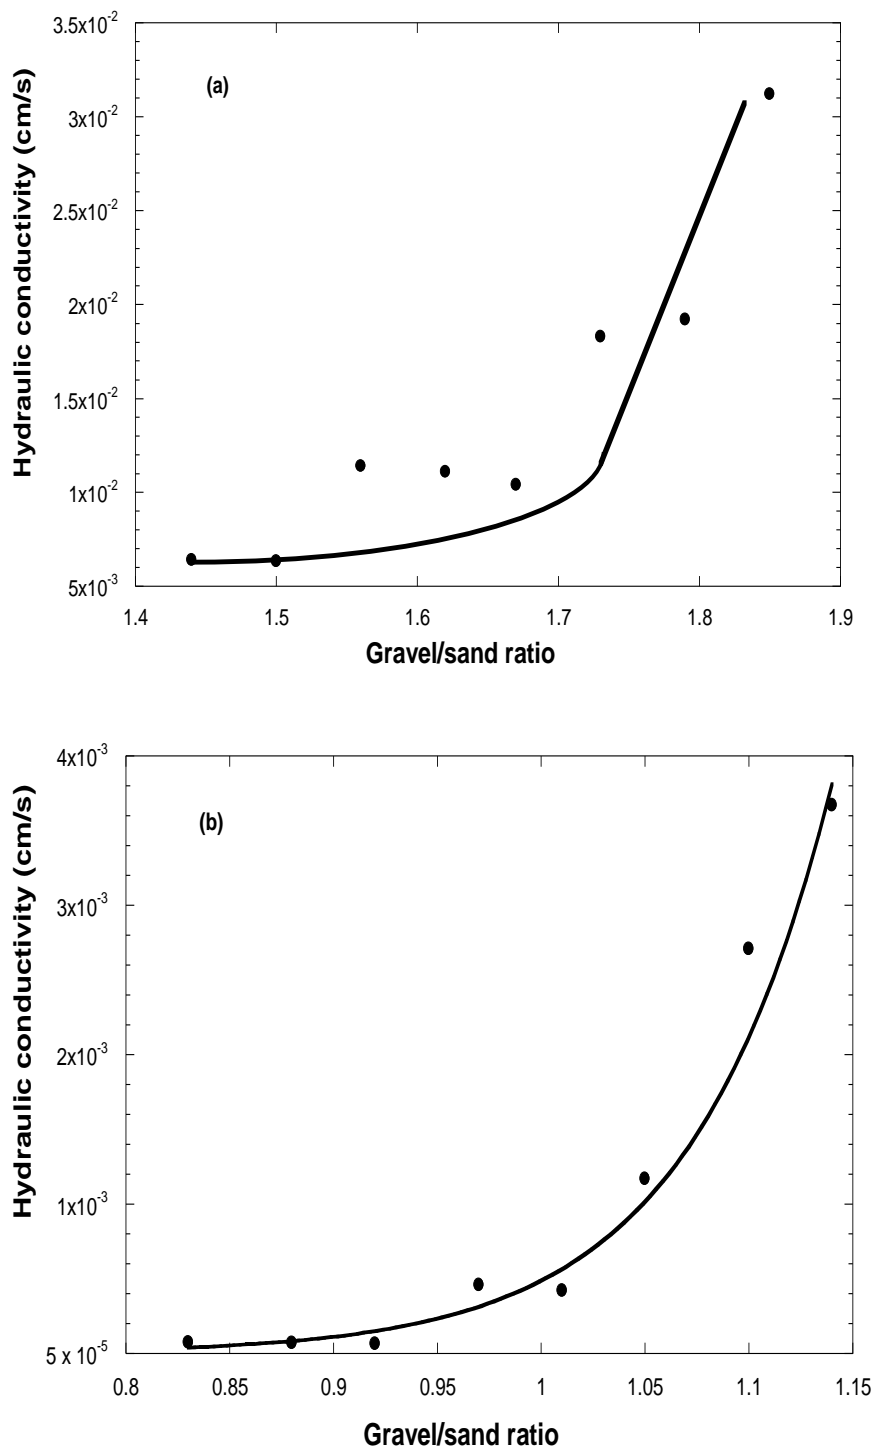 3.5x10-2
(a)
3x10-2
2.5x10-2
2x10-2
1.5x10-2
1x10-2
5x10-3
Hydraulic conductivity (cm/s)
1.4 1.5 1.6 1.7 1.8 1.9
Gravel/sand ratio
4x10-3
(b)
3x10-3
2x10-3
1x10-3
5 x 10-5
Hydraulic conductivity (cm/s)
0.8 0.85 0.9 0.95 1 1.05 1.1 1.15
Gravel/sand ratio